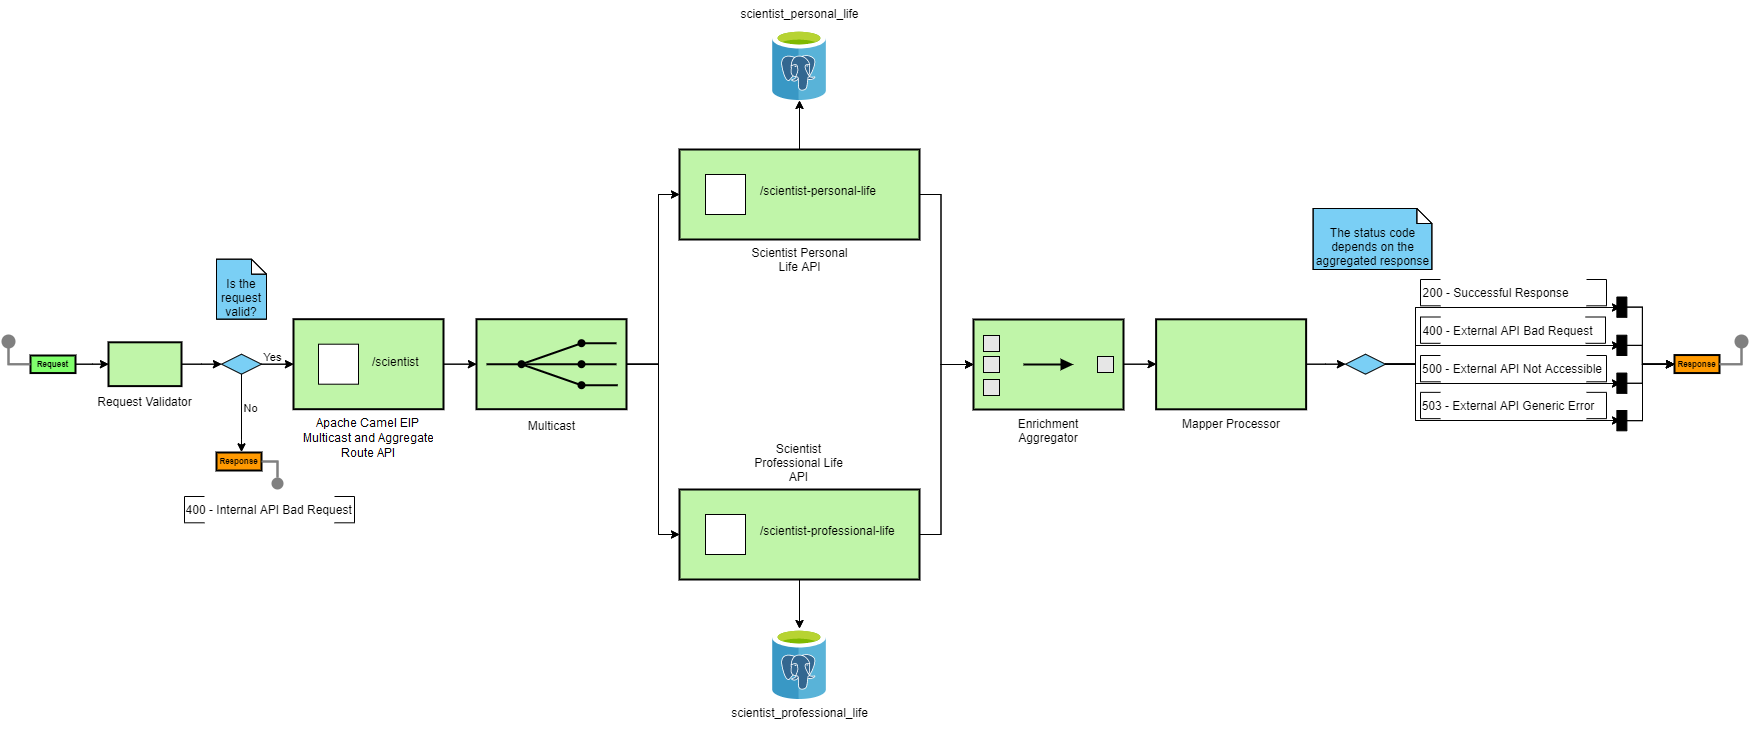 scientist_personal_life
/scientist-personal-life
Scientist Personal
Life API
Is the
request
valid?
Request
Request Validator
Yes
No
Response
400 - Internal API Bad Request
/scientist
Apache Camel EIP
Multicast and Aggregate
Route API
Multicast
Scientist
Professional Life
API
/scientist-professional-life
scientist_professional_life
Enrichment
Aggregator
Mapper Processor
The status code
depends on the
aggregated response
200 - Successful Response
400 - External API Bad Request
500 - External API Not Accessible
503 - External API Generic Error
Response